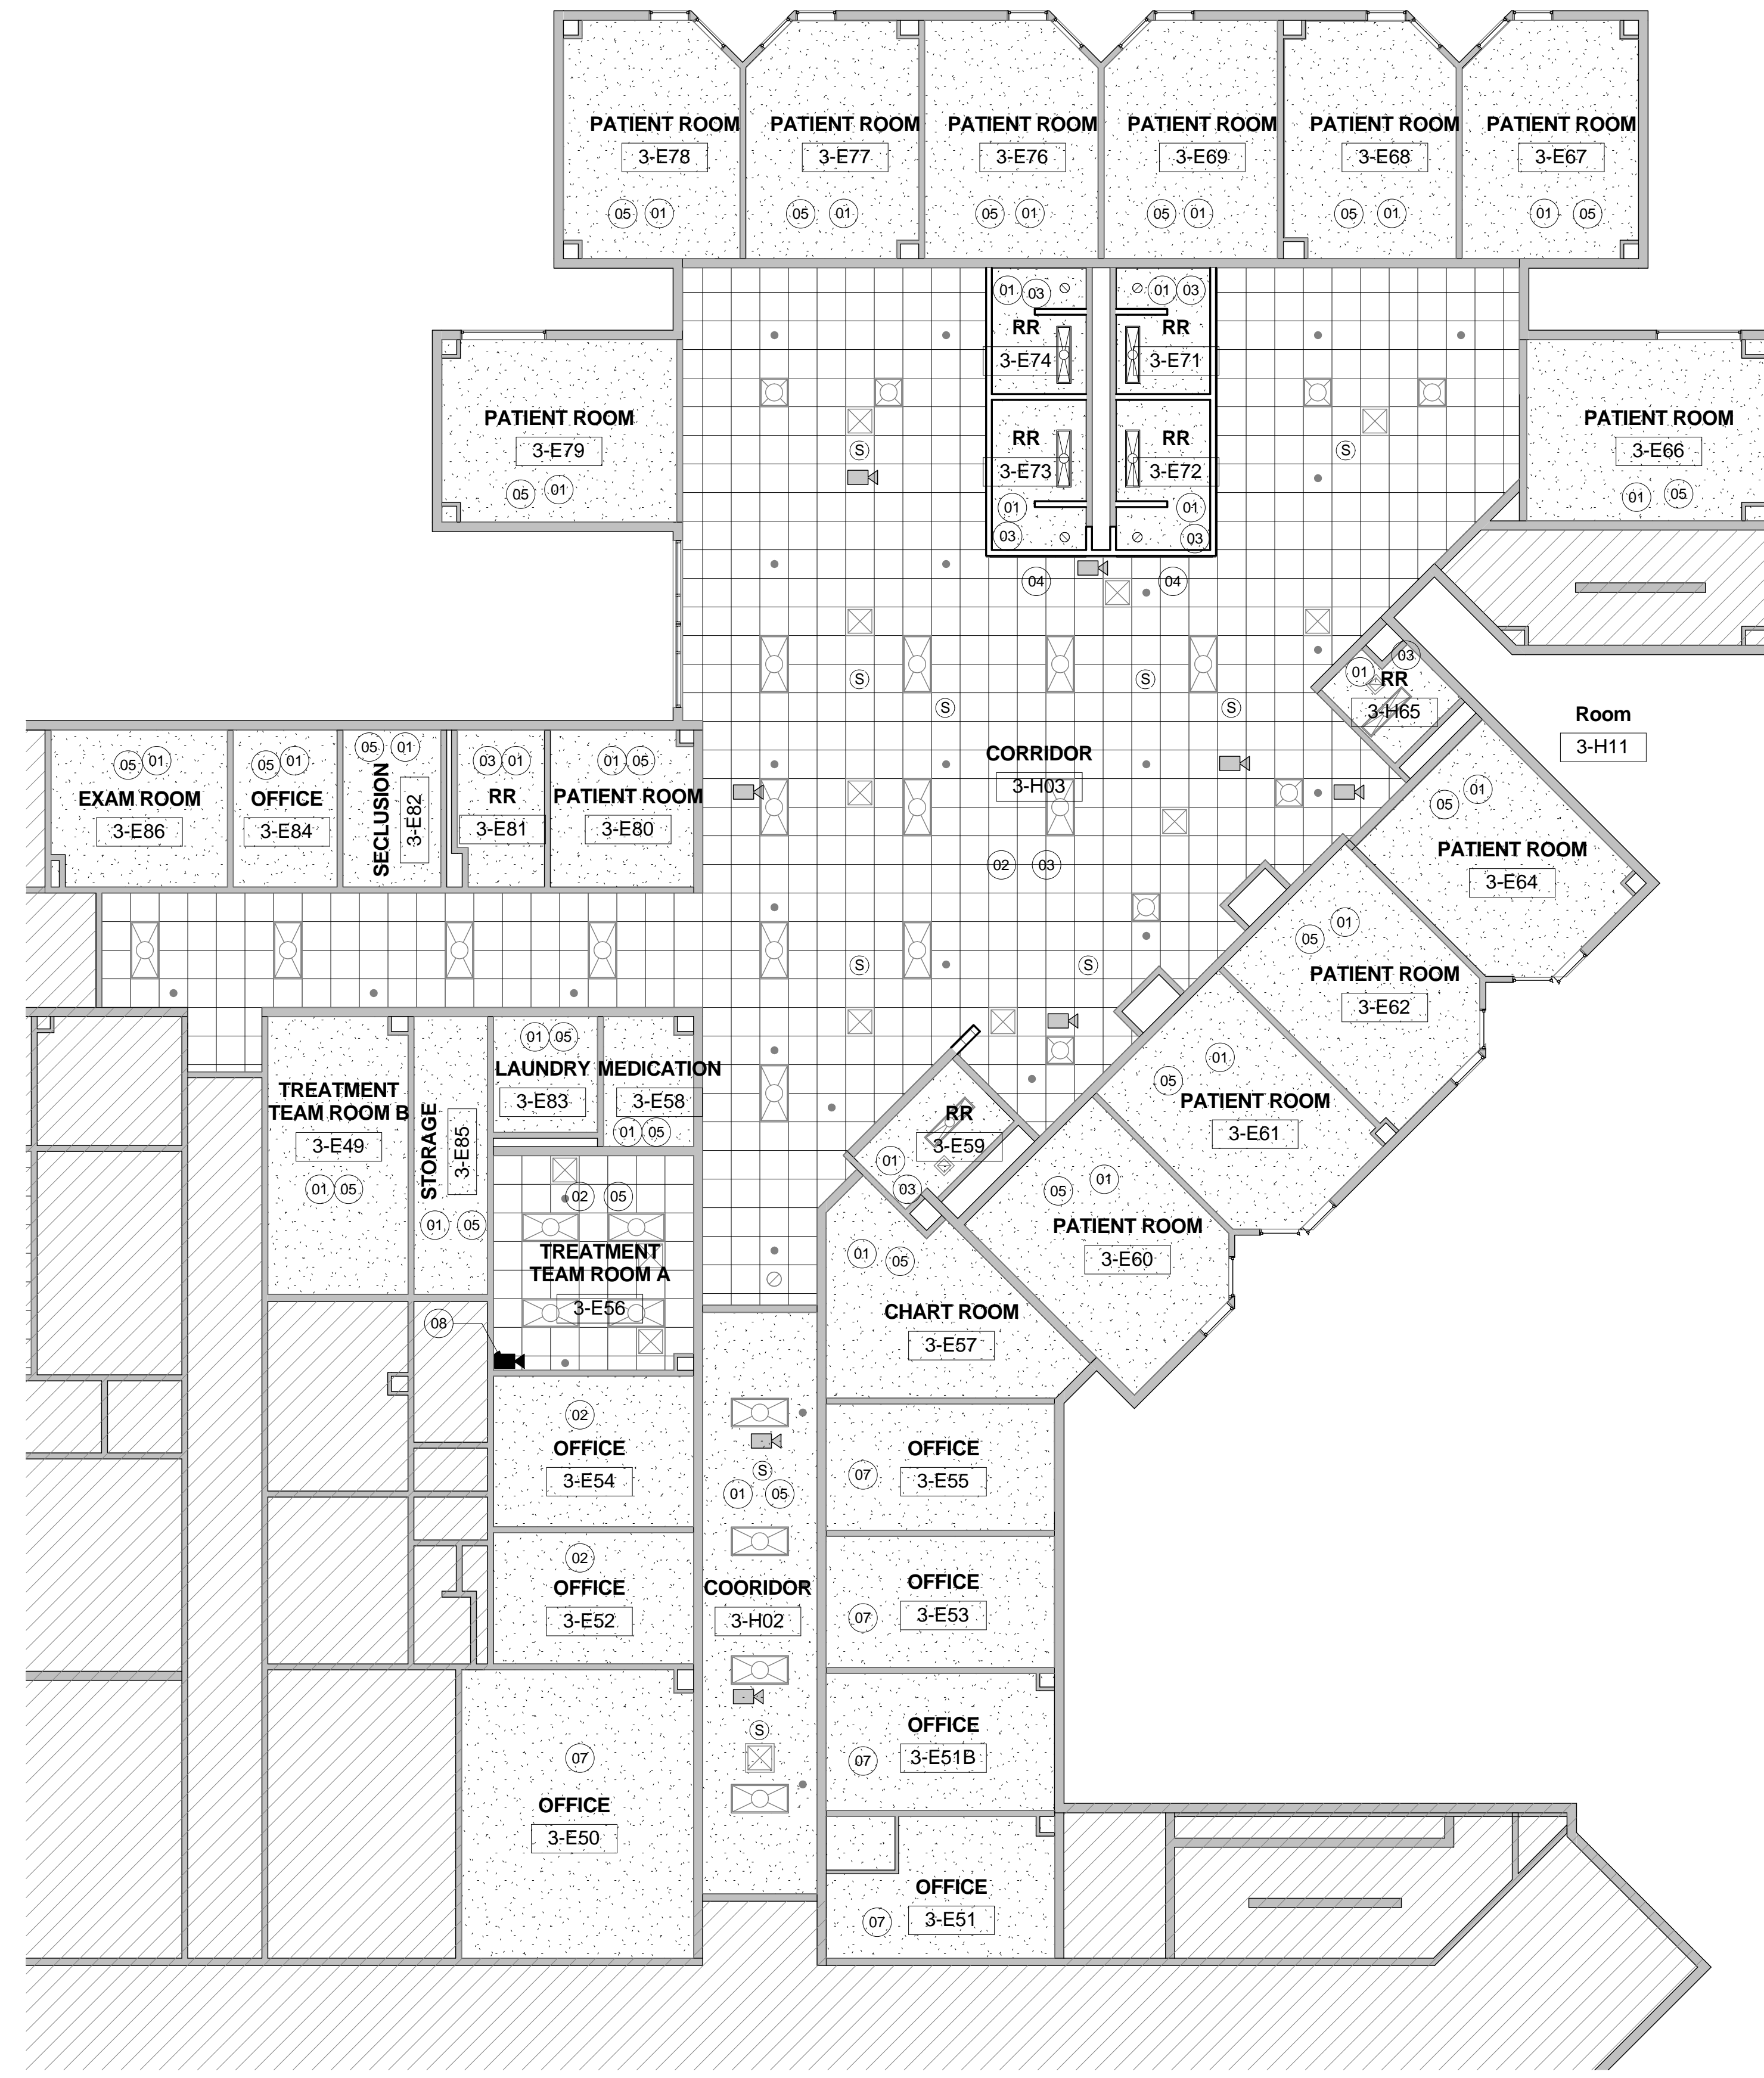 PATIENT ROOM
3-E78
05 01
PATIENT ROOM
3-E77
05 01
PATIENT ROOM
3-E76
05 01
PATIENT ROOM
3-E69
05 01
PATIENT ROOM
3-E68
05 01
PATIENT ROOM
3-E67
01 05
01 03
RR
3-E74
01 03
RR
3-E71
PATIENT ROOM
3-E79
05 01
S
RR
3-E73
01
03
RR
3-E72
01
03
S
PATIENT ROOM
3-E66
01 05
04
04
S
S
S
S
01
03
RR
3-H65
Room
3-H11
05 01
EXAM ROOM
3-E86
05 01
OFFICE
3-E84
05 01
SECLUSION
3-E82
03 01
RR
3-E81
01 05
PATIENT ROOM
3-E80
CORRIDOR
3-H03
02
03
05
01
PATIENT ROOM
3-E64
05
01
PATIENT ROOM
3-E62
S
S
TREATMENT
TEAM ROOM B
3-E49
01 05
STORAGE
3-E85
01 05
01 05
LAUNDRY
3-E83
MEDICATION
3-E58
01 05
RR
3-E59
01
03
01
05
PATIENT ROOM
3-E61
02 05
TREATMENT
TEAM ROOM A
3-E56
08
05
01
PATIENT ROOM
3-E60
01
05
CHART ROOM
3-E57
02
OFFICE
3-E54
S
01 05
OFFICE
07
3-E55
02
OFFICE
3-E52
COORIDOR
3-H02
OFFICE
07
3-E53
S
OFFICE
07
3-E51B
07
OFFICE
3-E50
OFFICE
07
3-E51